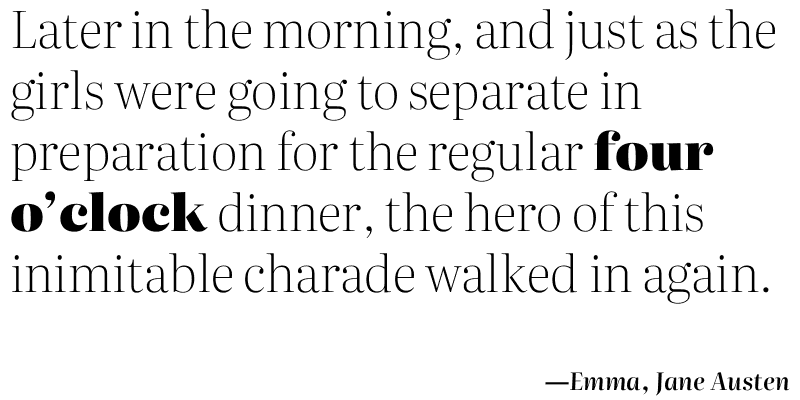 Later in the morning, and just as the
girls were going to separate in
preparation for the regular four
o’clock dinner, the hero of this
inimitable charade walked in again.
—Emma, Jane Austen